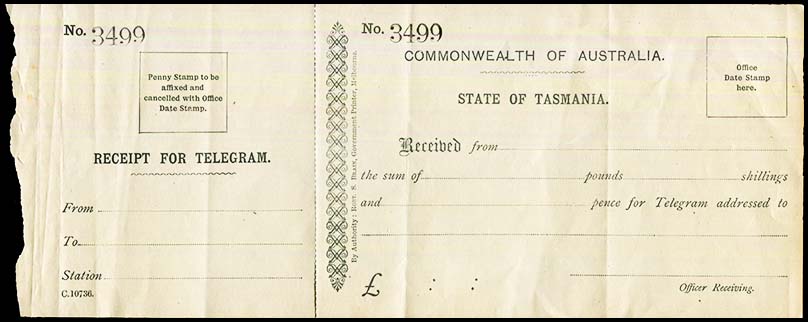 No. 3499
Penny Stamp to be
affixed and
cancelled with Office
Date Stamp.
RECEIPT FOR TELEGRAM.
From
To
Station
C.10736.
By Authority: ROBT. S. BRAIN, Government Printer, Melbourne.
No. 3499
COMMONWEALTH OF AUSTRALIA.
STATE OF TASMANIA.
Office
Date Stamp
here.
Received from
the sum of pounds shillings
and pence for Telegram addressed to
£ : :
Officer Receiving.